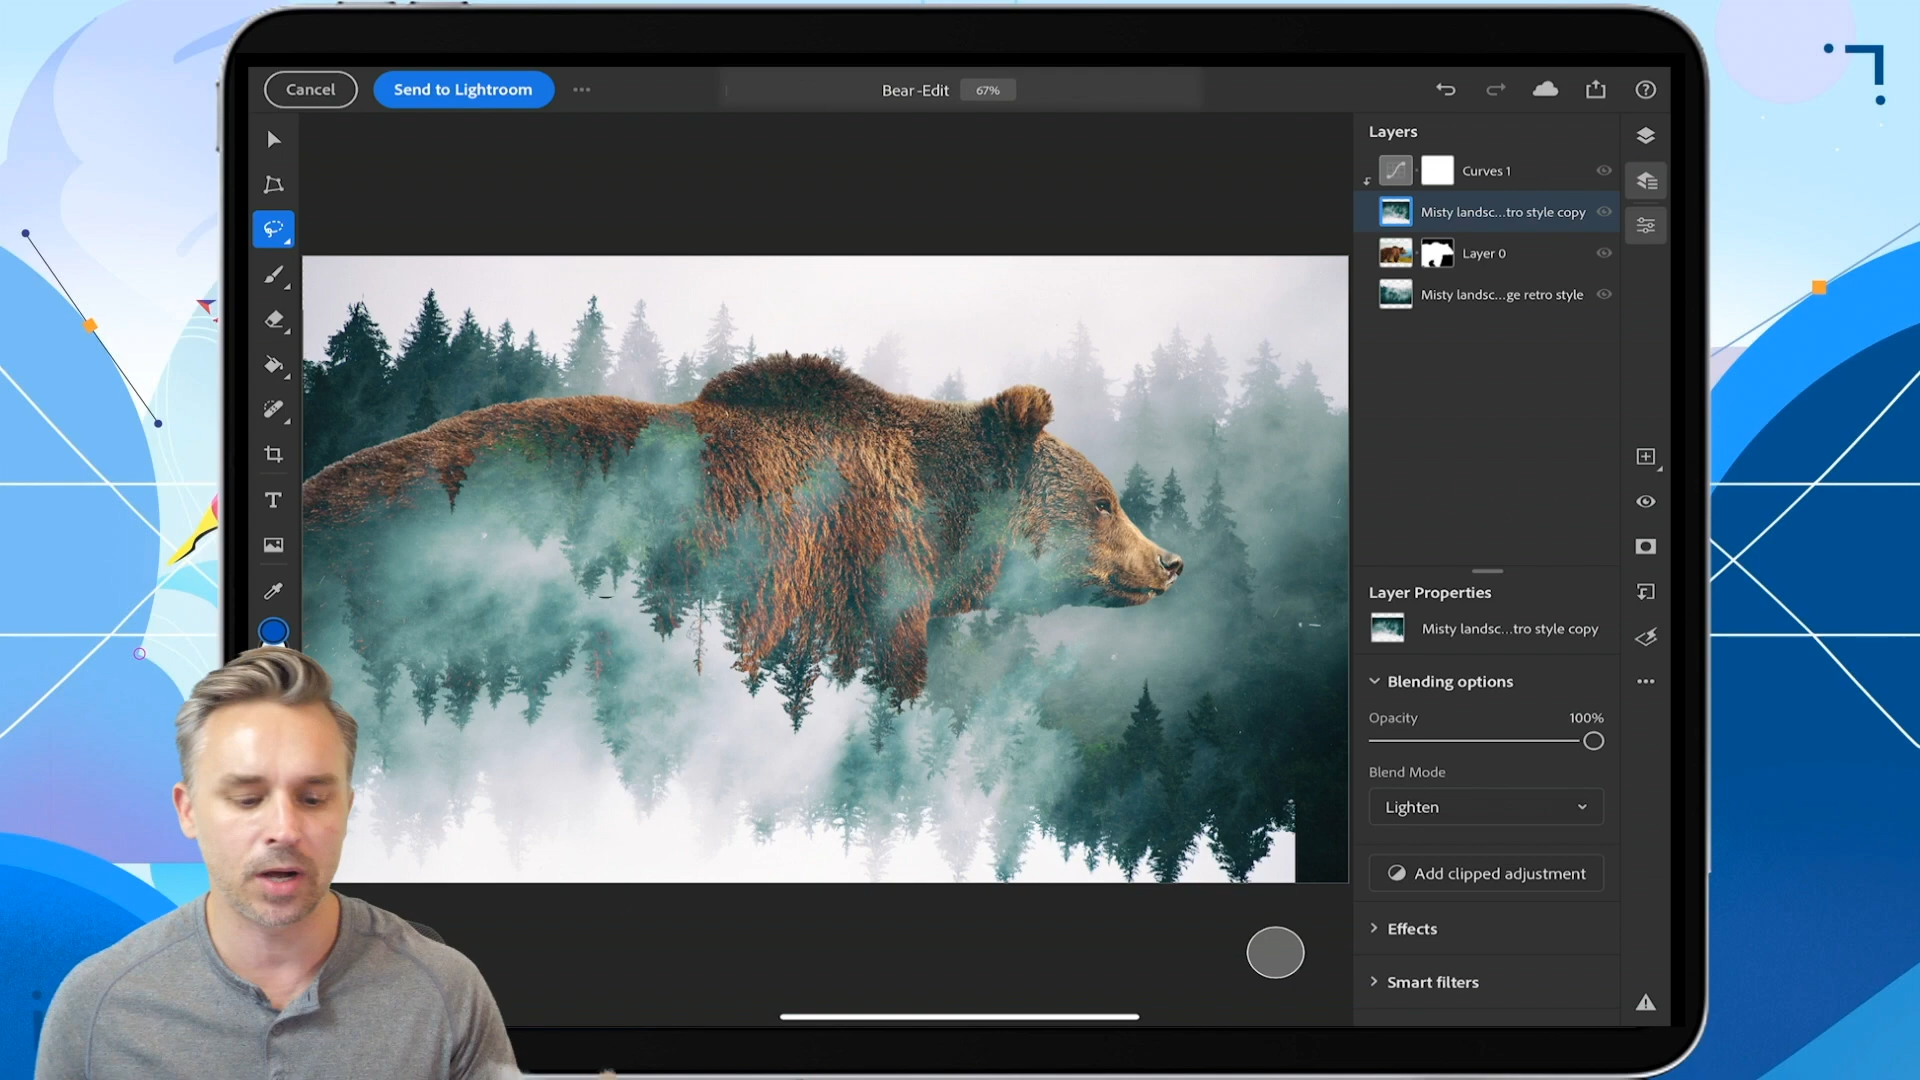 Cancel
Send to Lightroom
Bear-Edit
67%
Layers
Curves 1
Misty landsc...tro style copy
Layer 0
Misty landsc...ge retro style
Layer Properties
Misty landsc...tro style copy
Blending options
Opacity
100%
Blend Mode
Lighten
Add clipped adjustment
Effects
Smart filters